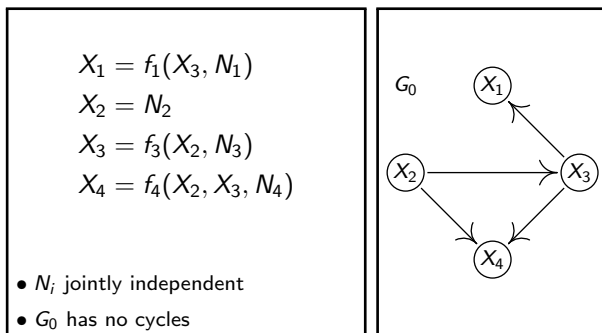 X₁ = f₁(X₃, N₁)
X₂ = N₂
X₃ = f₃(X₂, N₃)
X₄ = f₄(X₂, X₃, N₄)
• Nᵢ jointly independent
• G₀ has no cycles
G₀
X₁
X₂
X₃
X₄